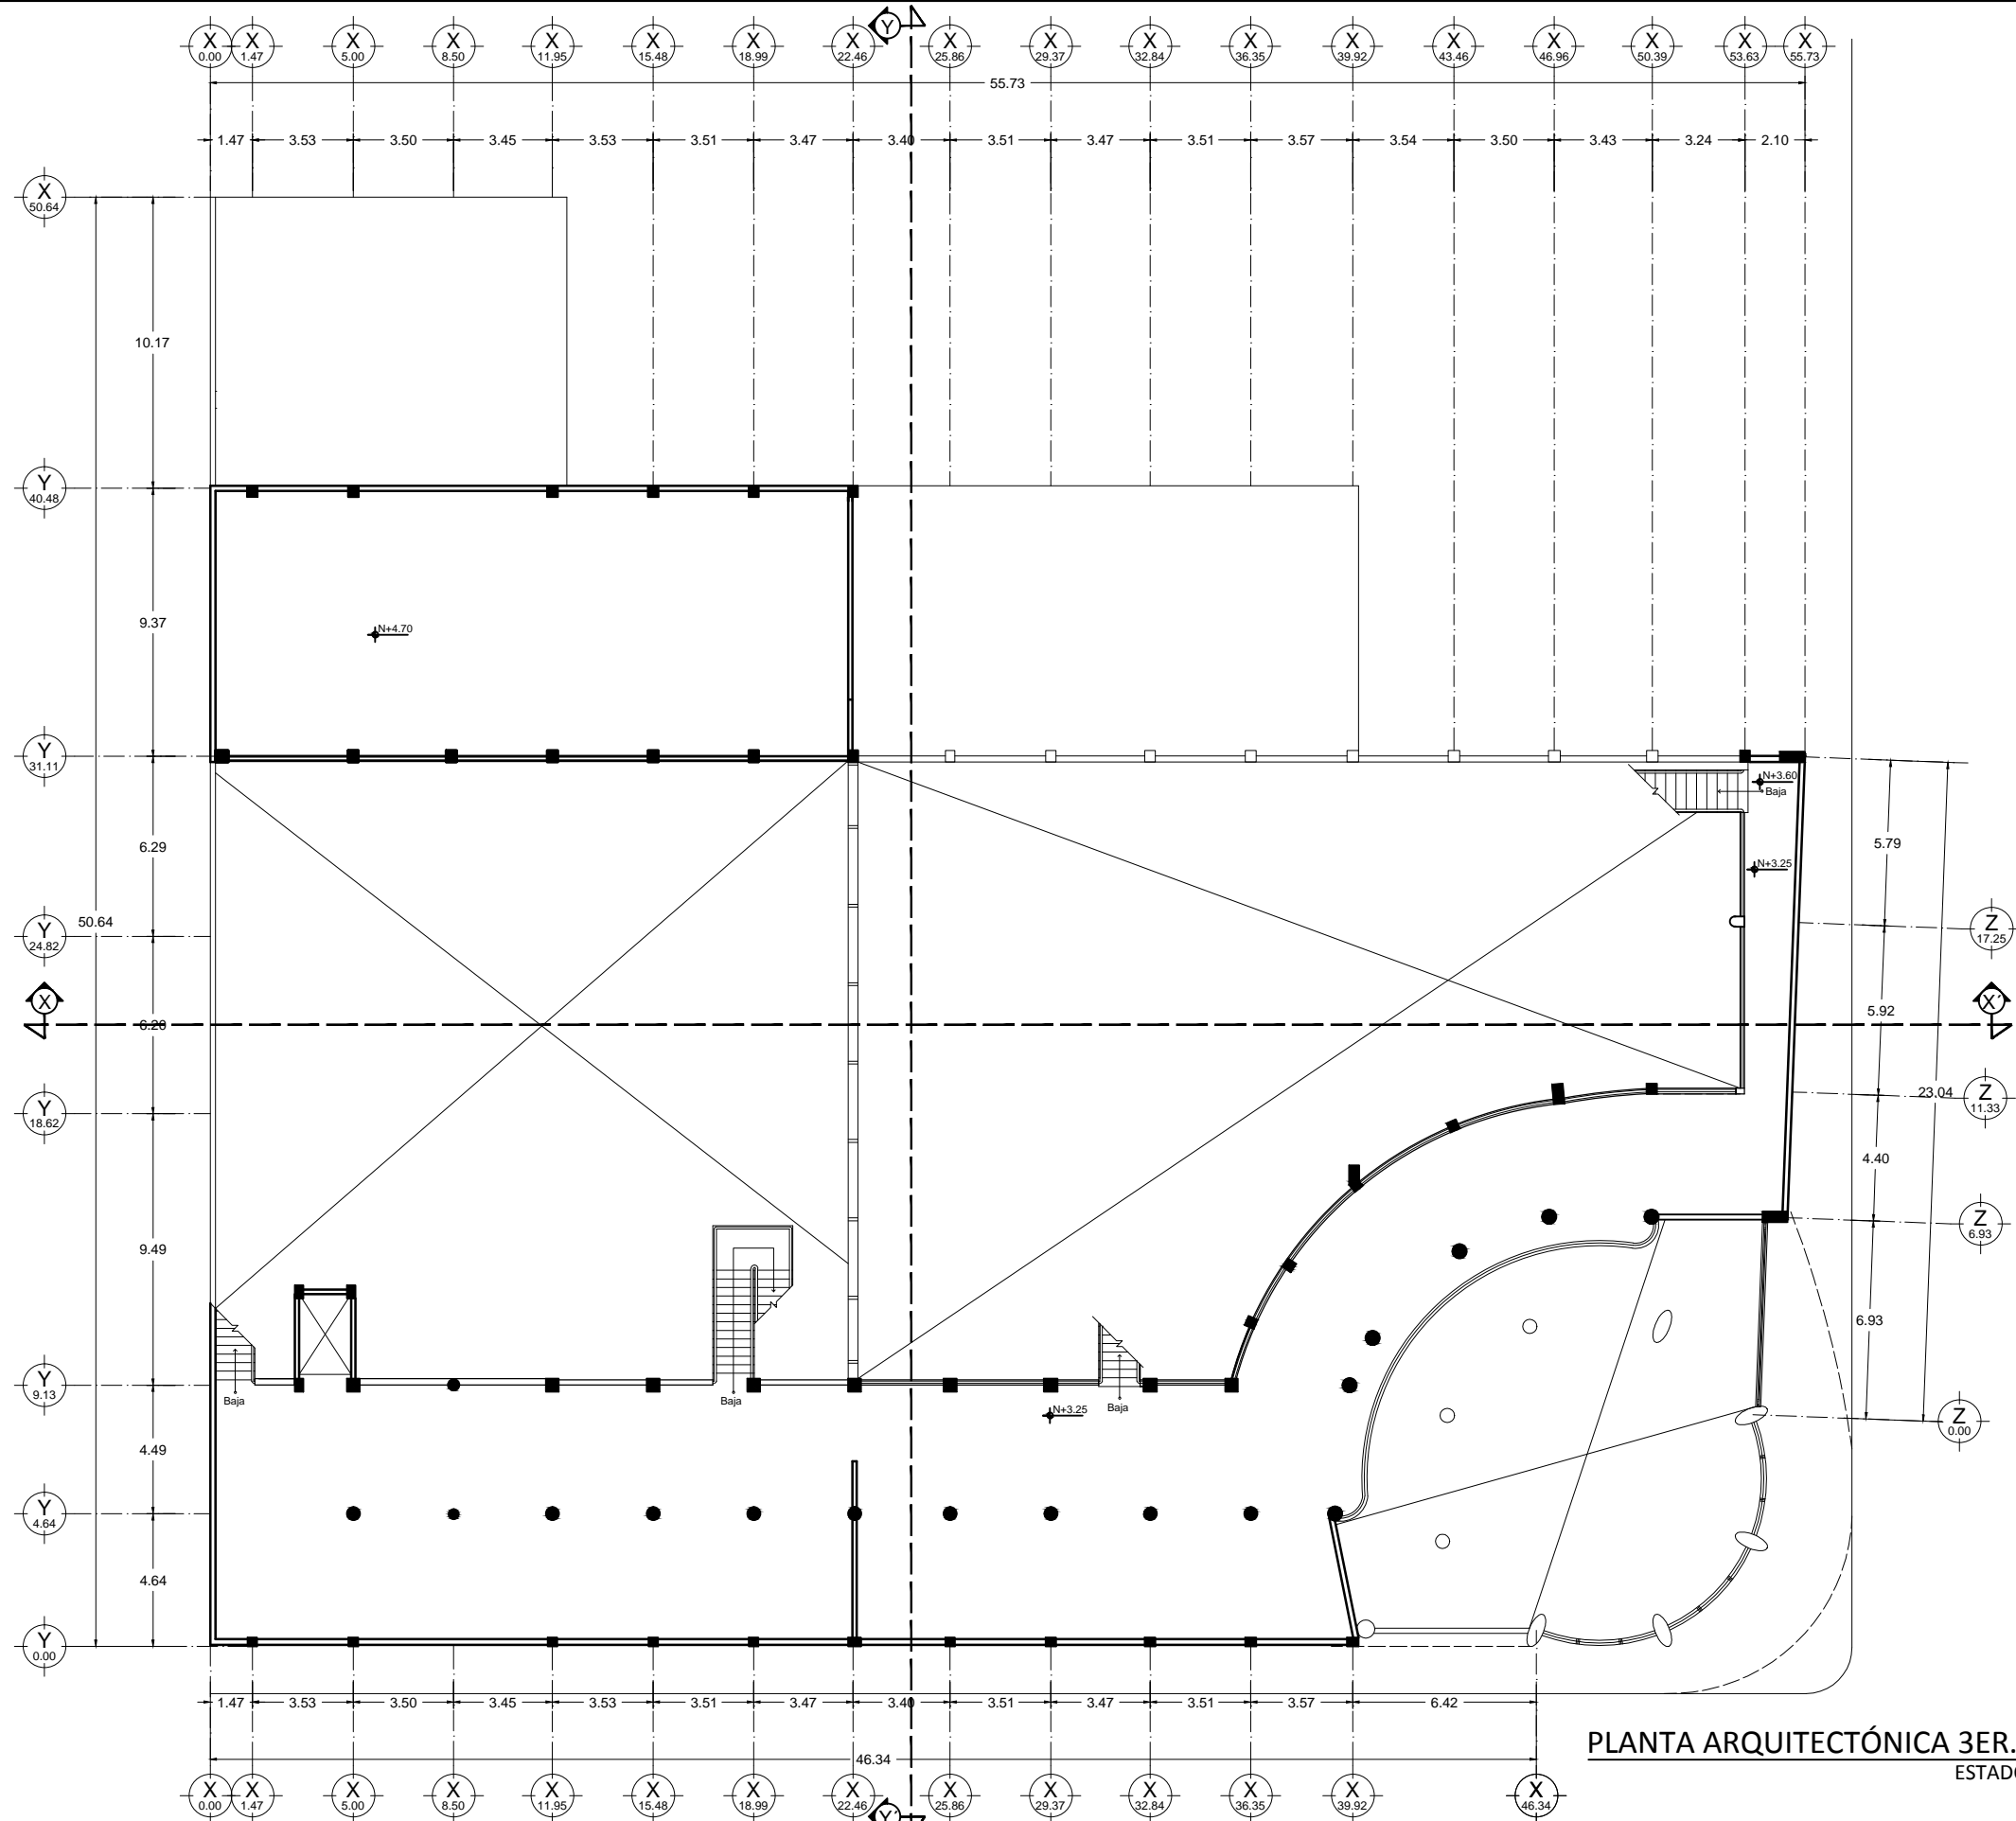 Y
X X X X X X X X X X X X X X X X X
0.00 1.47 5.00 8.50 11.95 15.48 18.99 22.46 25.86 29.37 32.84 36.35 39.92 43.46 46.96 50.39 53.63 55.73
55.73
1.47 3.53 3.50 3.45 3.53 3.51 3.47 3.40 3.51 3.47 3.51 3.57 3.54 3.50 3.43 3.24 2.10
X
50.64
10.17
Y
40.48
9.37
N+4.70
Y
31.11
N+3.60
Baja
6.29
5.79
N+3.25
50.64
Y
24.82
Z
17.25
X
X'
6.20
5.92
23.04
Z
11.33
Y
18.62
4.40
Z
6.93
9.49
6.93
Y
9.13
Baja
Baja
N+3.25
Baja
Z
0.00
4.49
Y
4.64
4.64
Y
0.00
1.47 3.53 3.50 3.45 3.53 3.51 3.47 3.40 3.51 3.47 3.51 3.57 6.42
46.34
PLANTA ARQUITECTÓNICA 3ER.
X X X X X X X X X X X X X X
0.00 1.47 5.00 8.50 11.95 15.48 18.99 22.46 25.86 29.37 32.84 36.35 39.92 46.34
Y'